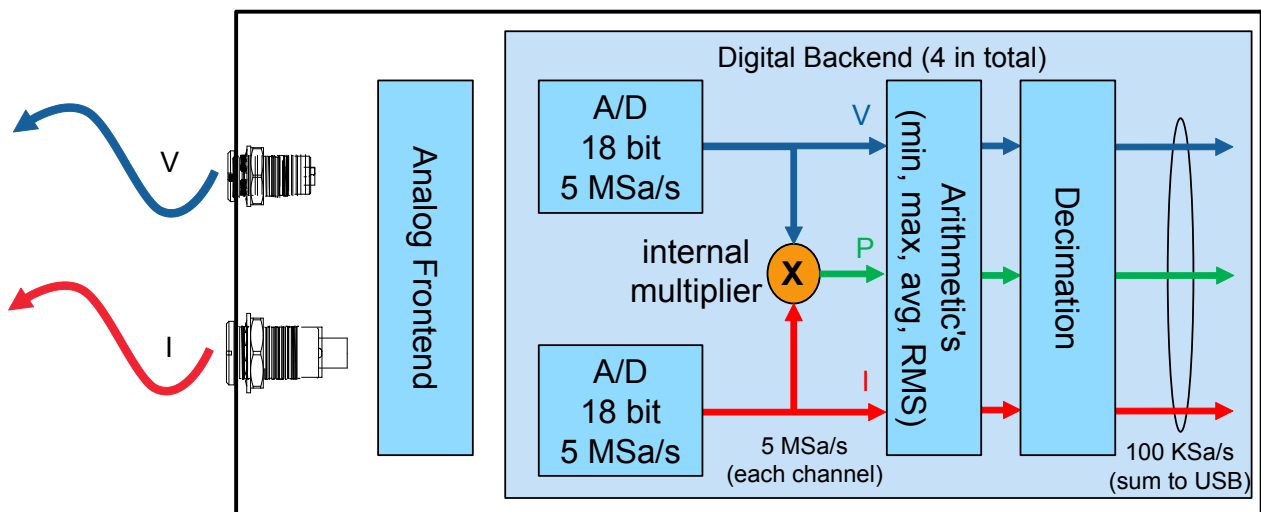 Digital Backend (4 in total)
V
I
Analog Frontend
A/D
18 bit
5 MSa/s
internal
multiplier
X
A/D
18 bit
5 MSa/s
V
P
I
5 MSa/s
(each channel)
Arithmetic's
(min, max, avg, RMS)
Decimation
100 KSa/s
(sum to USB)